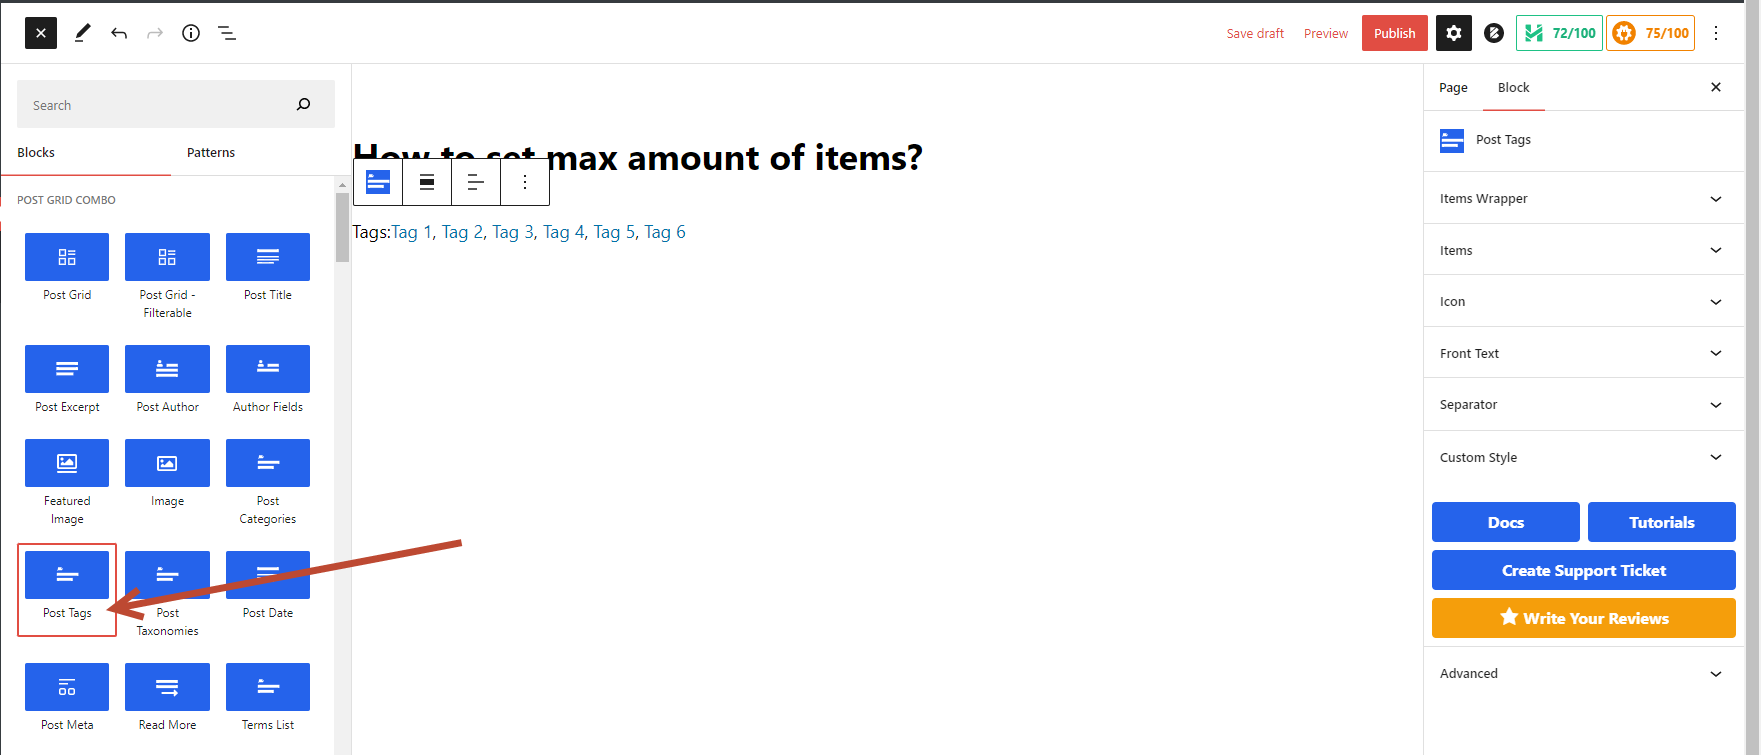 Save draft
Preview
Publish
72/100
75/100
Search
Blocks
Patterns
POST GRID COMBO
Post Grid
Post Grid -
Filterable
Post Title
Post Excerpt
Post Author
Author Fields
Featured
Image
Image
Post
Categories
Post Tags
Post
Taxonomies
Post Date
Post Meta
Read More
Terms List
How to set max amount of items?
Tags:Tag 1, Tag 2, Tag 3, Tag 4, Tag 5, Tag 6
Page
Block
Post Tags
Items Wrapper
Items
Icon
Front Text
Separator
Custom Style
Docs
Tutorials
Create Support Ticket
Write Your Reviews
Advanced